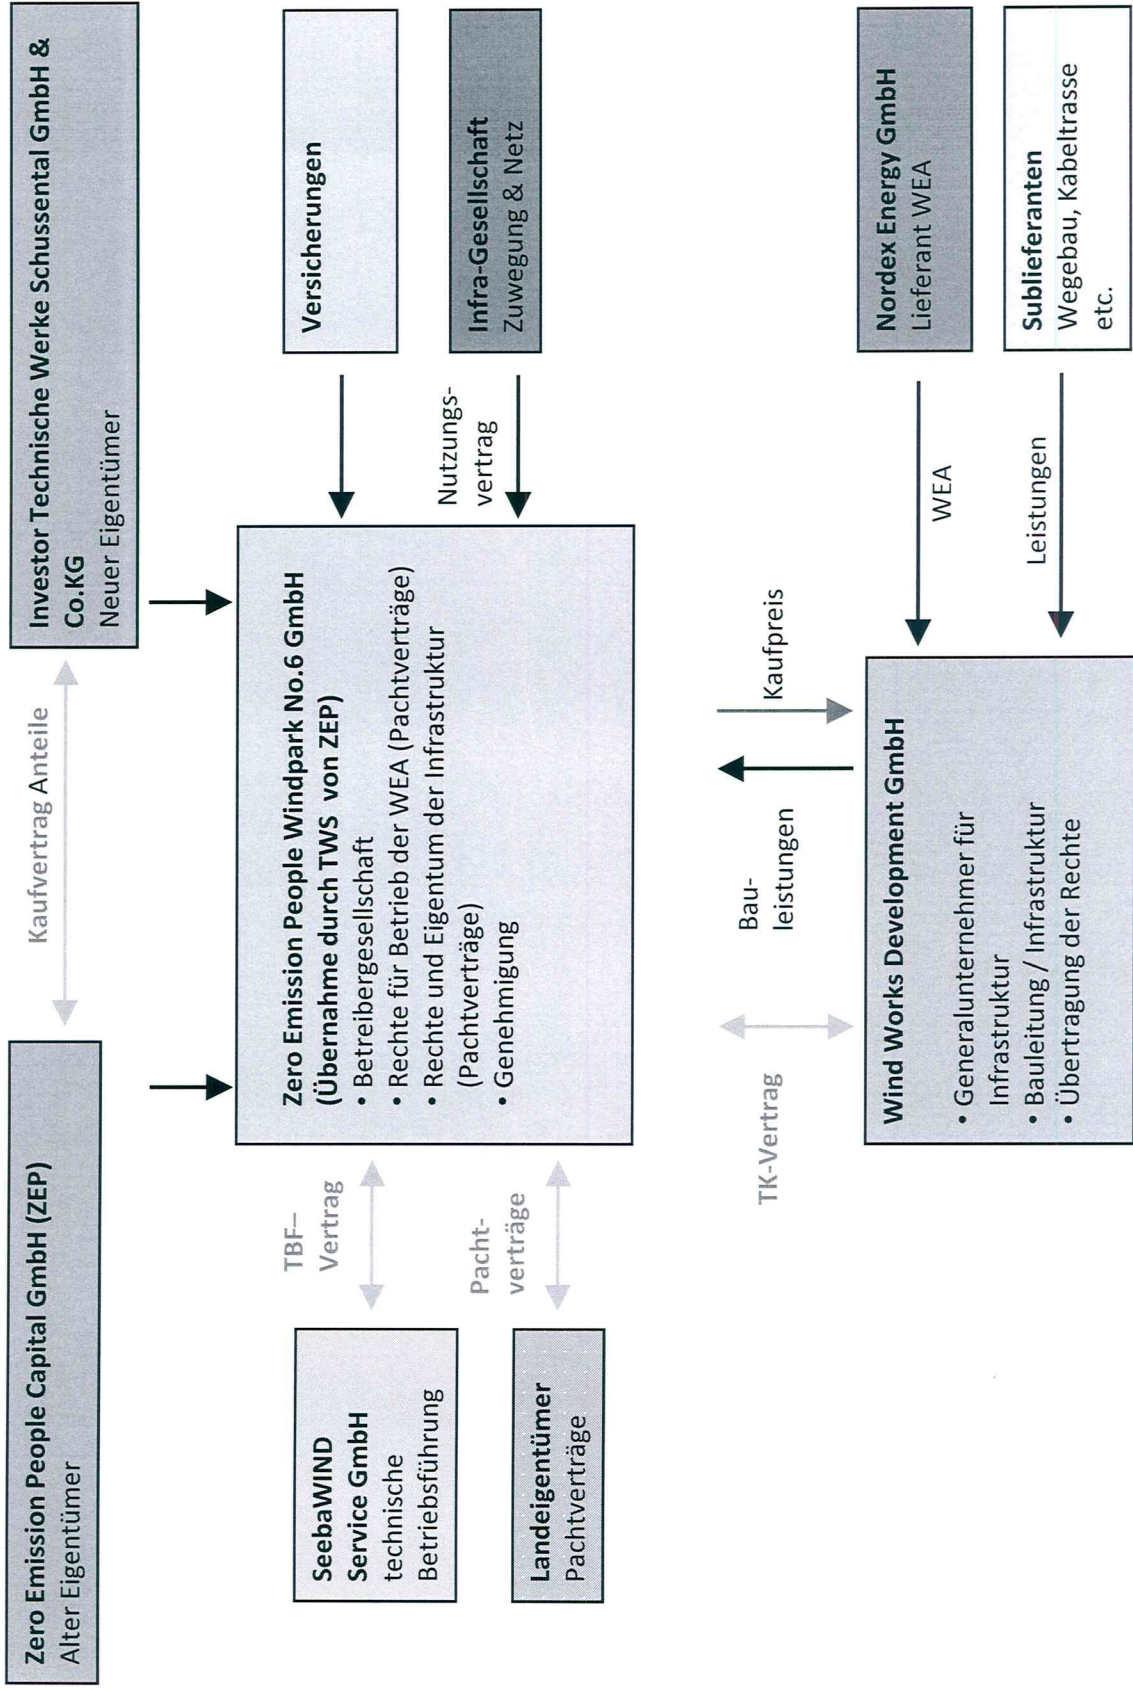 Zero Emission People Capital GmbH (ZEP)
Alter Eigentümer
Kaufvertrag Anteile
Investor Technische Werke Schussental GmbH &
Co.KG
Neuer Eigentümer
SeebaWIND
Service GmbH
technische
Betriebsführung
TBF–
Vertrag
Landeigentümer
Pachtverträge
Pacht-
verträge
Zero Emission People Windpark No.6 GmbH
(Übernahme durch TWS von ZEP)
• Betreibergesellschaft
• Rechte für Betrieb der WEA (Pachtverträge)
• Rechte und Eigentum der Infrastruktur
(Pachtverträge)
• Genehmigung
Versicherungen
Nutzungs-
vertrag
Infra-Gesellschaft
Zuwegung & Netz
TK-Vertrag
Bau-
leistungen
Kaufpreis
Wind Works Development GmbH
• Generalunternehmer für
Infrastruktur
• Bauleitung / Infrastruktur
• Übertragung der Rechte
WEA
Leistungen
Nordex Energy GmbH
Lieferant WEA
Sublieferanten
Wegebau, Kabeltrasse
etc.